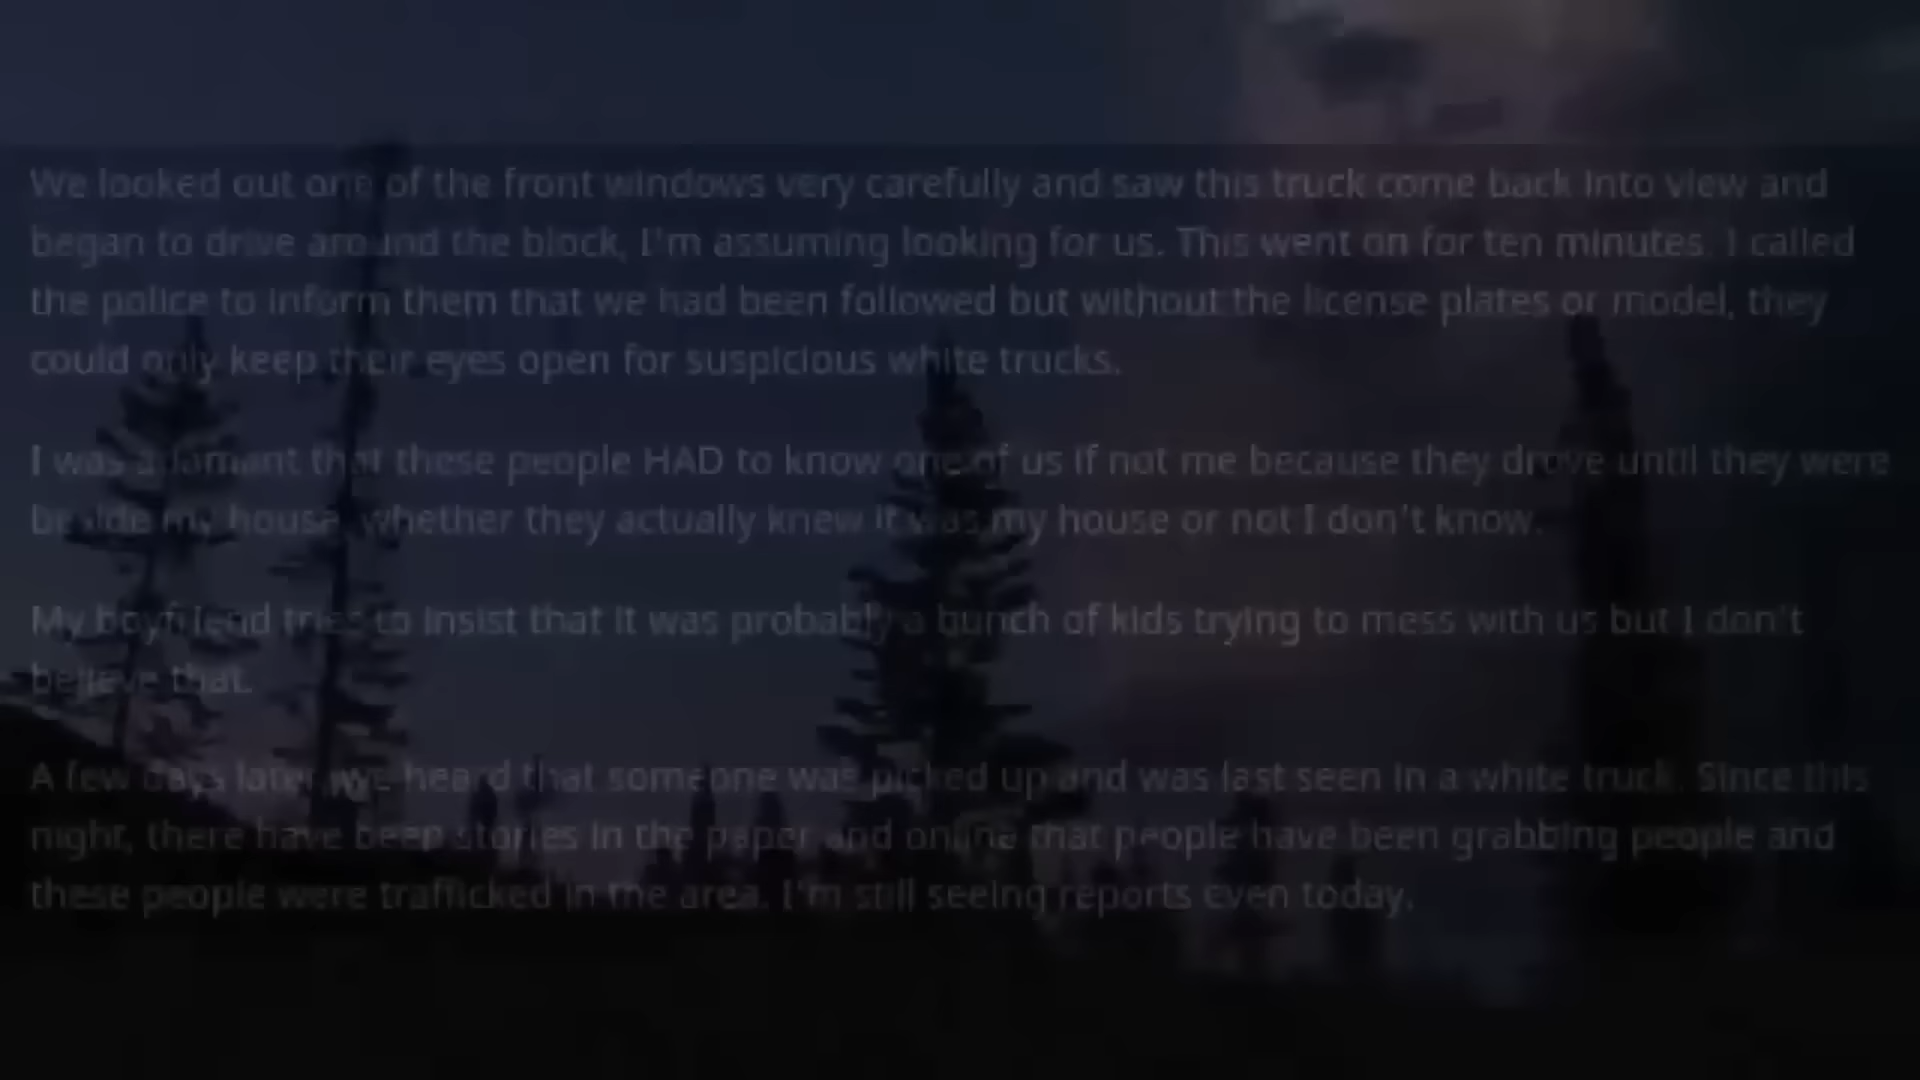 We looked out one of the front windows very carefully and saw this truck come back into view and
began to drive around the block, I'm assuming looking for us. This went on for ten minutes. I called
the police to inform them that we had been followed but without the license plates or model, they
could only keep their eyes open for suspicious white trucks.
I was adamant that these people HAD to know one of us if not me because they drove until they were
beside my house, whether they actually knew it was my house or not I don't know.
My boyfriend tries to insist that it was probably a bunch of kids trying to mess with us but I don't
believe that.
A few days later, we heard that someone was picked up and was last seen in a white truck. Since this
night, there have been stories in the paper and online that people have been grabbing people and
these people were trafficked in the area. I'm still seeing reports even today.